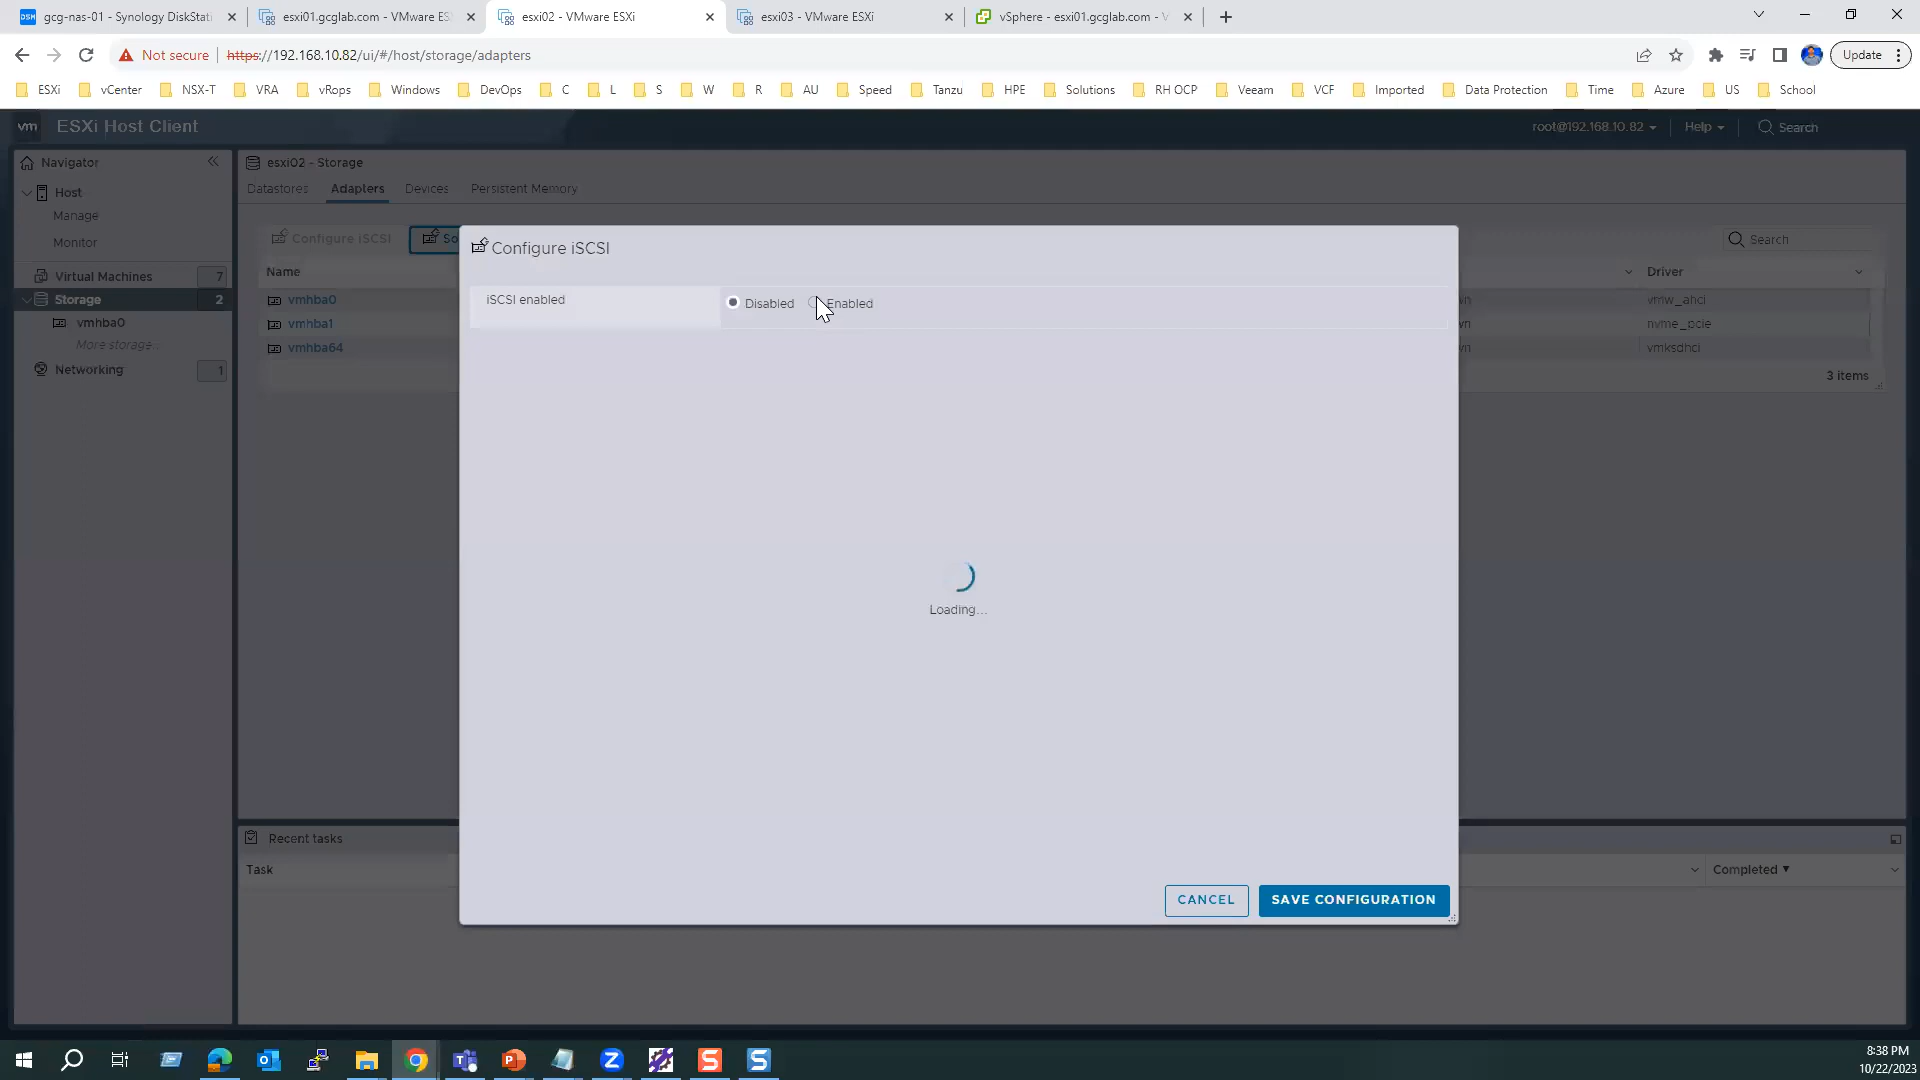 gcg-nas-01 - Synology DiskStati
esxi01.gcglab.com - VMware ES
esxi02 - VMware ESXi
esxi03 - VMware ESXi
vSphere - esxi01.gcglab.com - V
Not secure
https://192.168.10.82/ui/#/host/storage/adapters
Update
ESXi
vCenter
NSX-T
VRA
vRops
Windows
DevOps
C
L
S
W
R
AU
Speed
Tanzu
HPE
Solutions
RH OCP
Veeam
VCF
Imported
Data Protection
Time
Azure
US
School
vm
ESXi Host Client
root@192.168.10.82
Help
Search
Navigator
Host
Manage
Monitor
Virtual Machines 7
Storage 2
vmhba0
More storage...
Networking 1
esxi02 - Storage
Datastores
Adapters
Devices
Persistent Memory
Configure iSCSI
So
Search
Name
Driver
vmhba0
wn
vmw_ahci
vmhba1
wn
nvme_pcie
vmhba64
wn
vmksdhci
3 items
Configure iSCSI
iSCSI enabled
Disabled
Enabled
Loading...
CANCEL
SAVE CONFIGURATION
Recent tasks
Task
Completed ▼
8:38 PM
10/22/2023